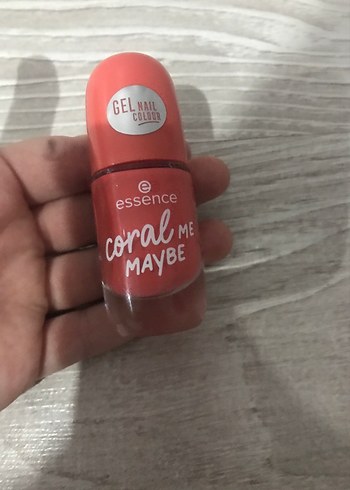 GEL NAIL
COLOUR
e
essence
coral ME
MAYBE